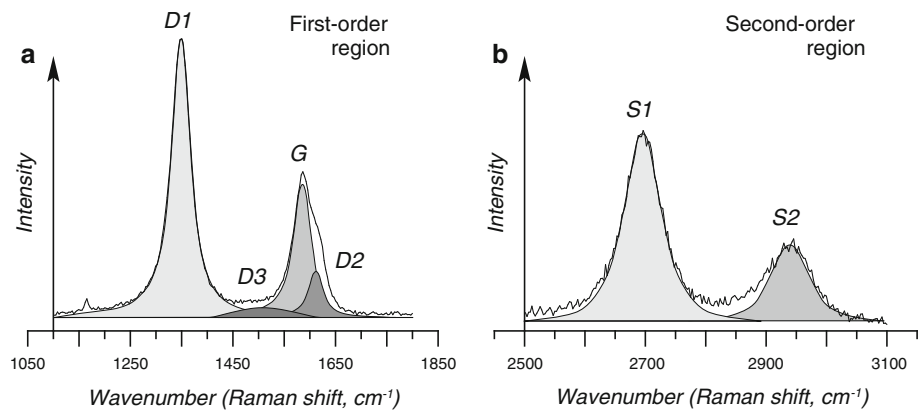 a
First-order
region
D1
G
D3
D2
Intensity
1050 1250 1450 1650 1850
Wavenumber (Raman shift, cm-1)
b
Second-order
region
S1
S2
Intensity
2500 2700 2900 3100
Wavenumber (Raman shift, cm-1)